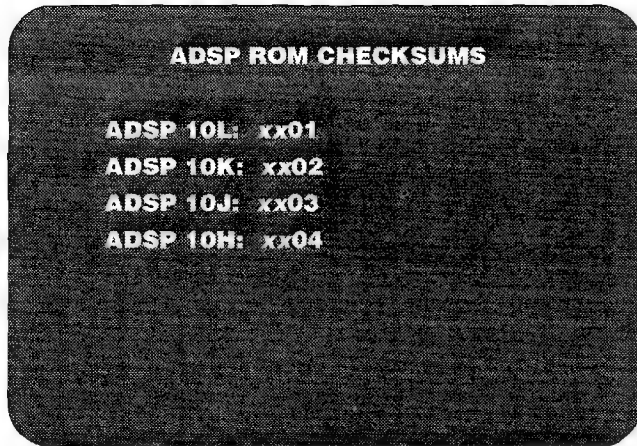 ADSP ROM CHECKSUMS
ADSP 10L: xx01
ADSP 10K: xx02
ADSP 10J: xx03
ADSP 10H: xx04